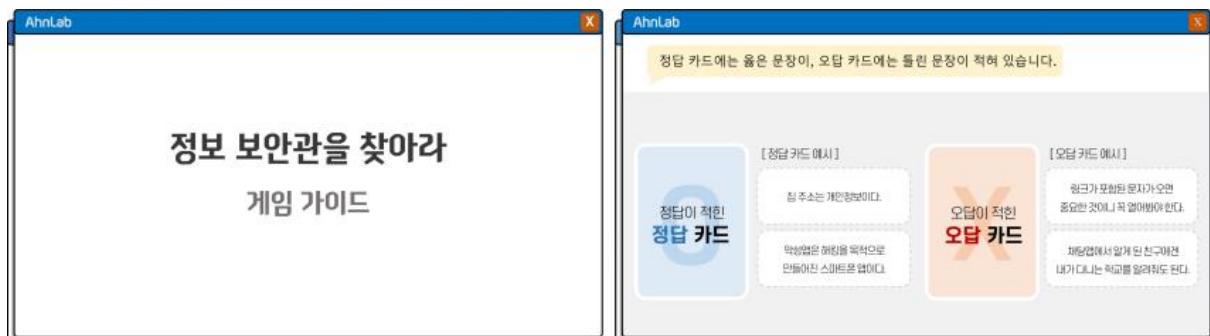 AhnLab
X
정보 보안관을 찾아라
게임 가이드
AhnLab
X
정답 카드에는 옳은 문장이, 오답 카드에는 틀린 문장이 적혀 있습니다.
O
정답이 적힌
정답 카드
[ 정답 카드 예시 ]
집 주소는 개인정보이다.
악성앱은 해킹을 목적으로
만들어진 스마트폰 앱이다.
X
오답이 적힌
오답 카드
[ 오답 카드 예시 ]
링크가 포함된 문자가 오면
중요한 것이니 꼭 열어봐야 한다.
채팅앱에서 알게 된 친구에겐
내가 다니는 학교를 알려줘도 된다.